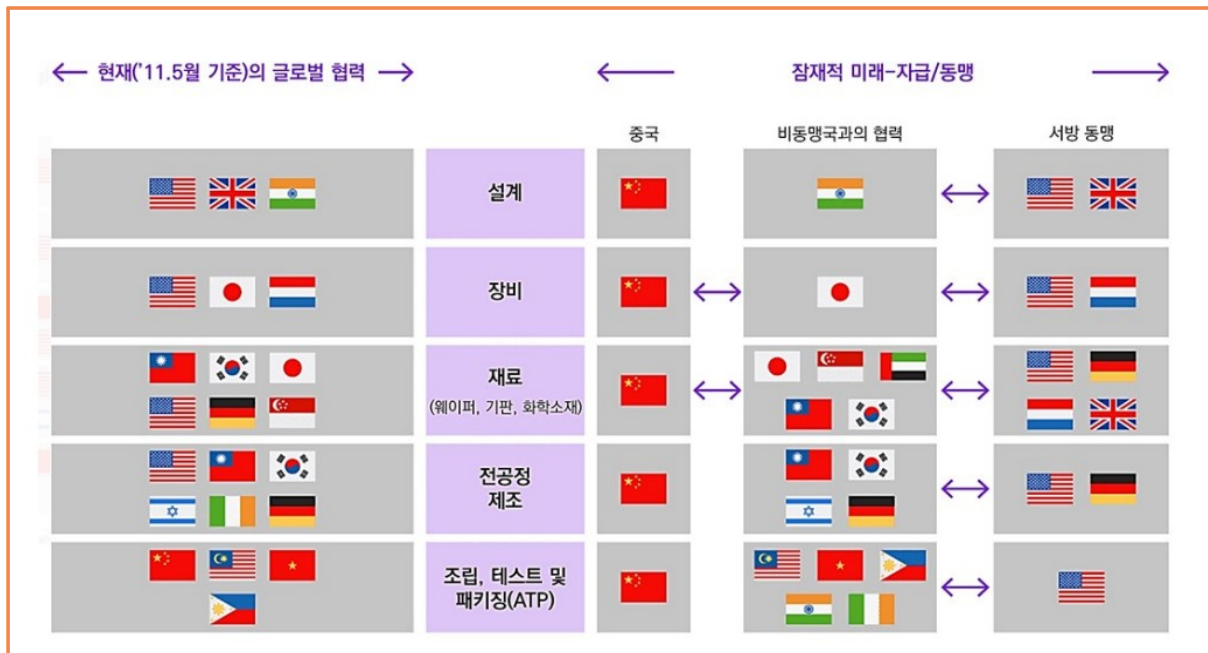 현재('11.5월 기준)의 글로벌 협력
잠재적 미래-자급/동맹
중국
비동맹국과의 협력
서방 동맹
설계
장비
재료
(웨이퍼, 기판, 화학소재)
전공정
제조
조립, 테스트 및
패키징(ATP)